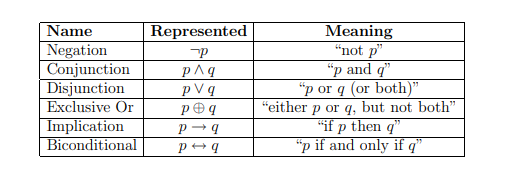 Name Represented Meaning
Negation ¬p “not p”
Conjunction p ∧ q “p and q”
Disjunction p ∨ q “p or q (or both)”
Exclusive Or p ⊕ q “either p or q, but not both”
Implication p → q “if p then q”
Biconditional p ↔ q “p if and only if q”